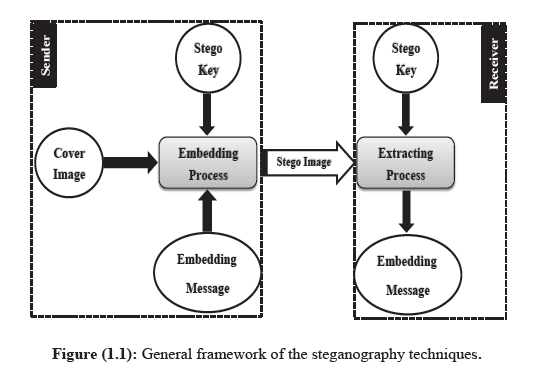 Sender
Stego
Key
Cover
Image
Embedding
Process
Embedding
Message
Stego Image
Receiver
Stego
Key
Extracting
Process
Embedding
Message
Figure (1.1): General framework of the steganography techniques.